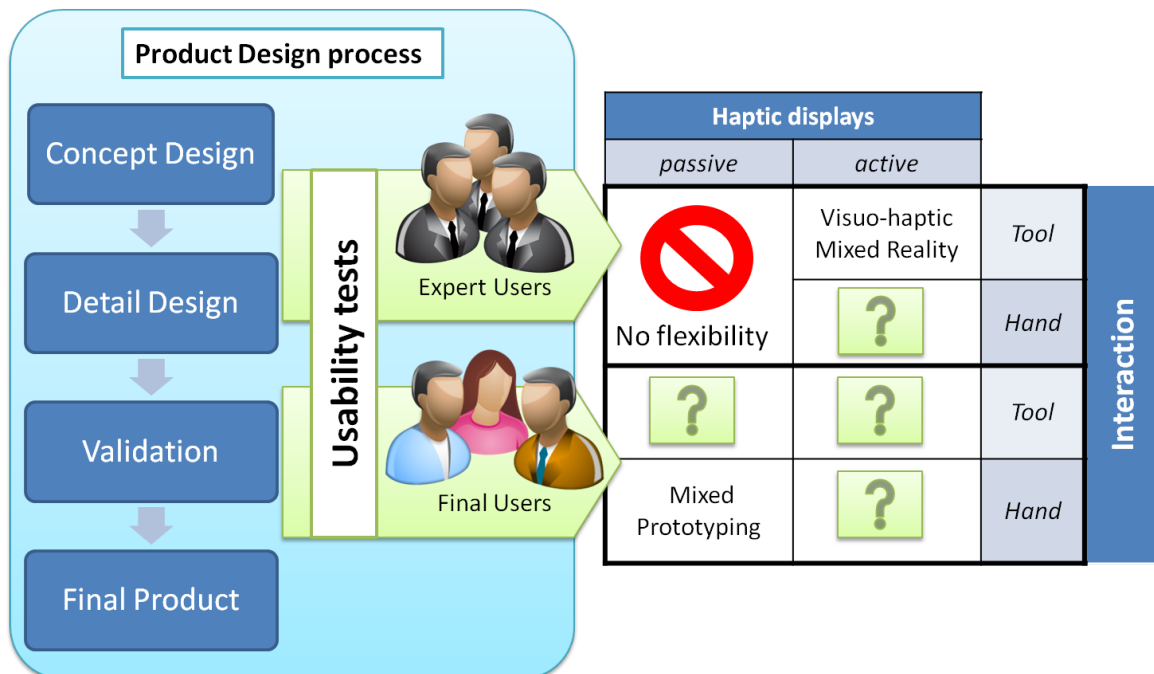 Product Design process
Concept Design
Detail Design
Validation
Final Product
Usability tests
Expert Users
Final Users
Haptic displays
passive
active
No flexibility
Visuo-haptic
Mixed Reality
Tool
?
Hand
?
?
Tool
Mixed
Prototyping
?
Hand
Interaction